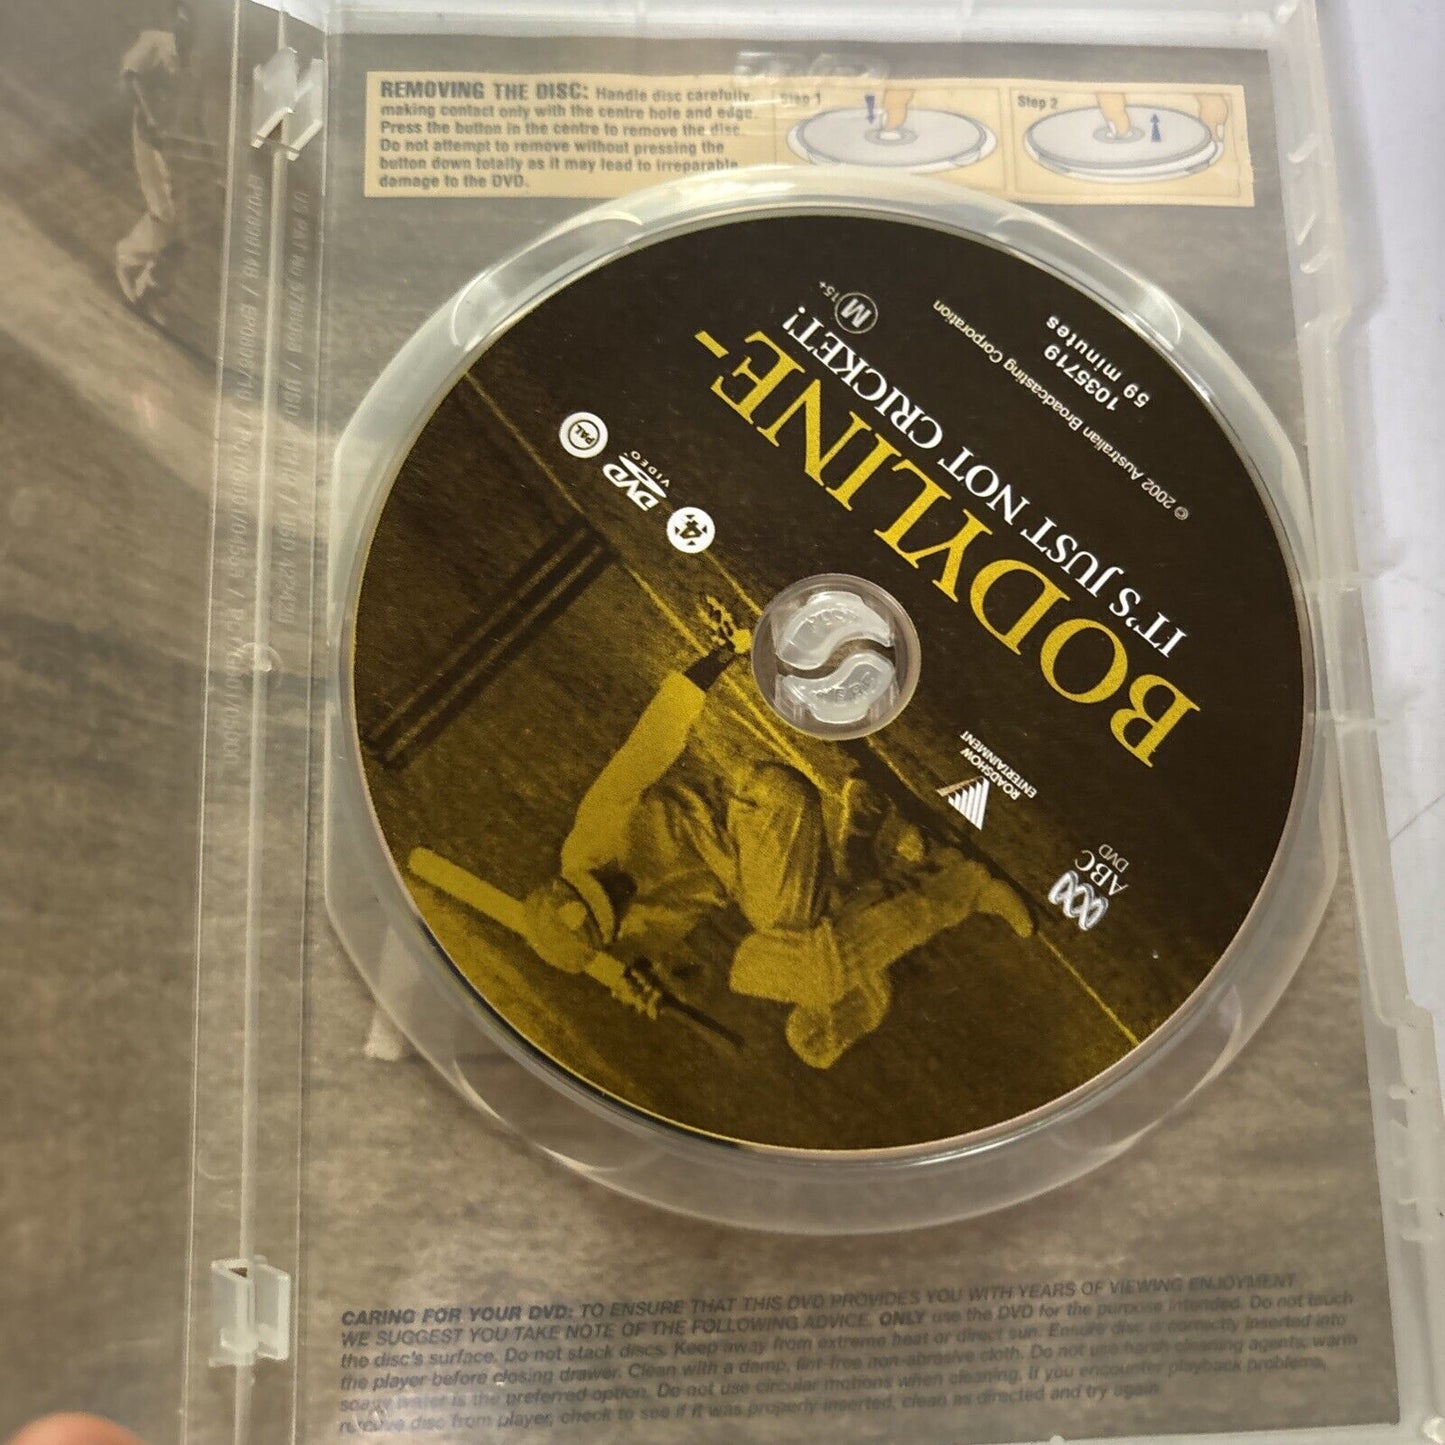 REMOVING THE DISC: Handle disc carefully,
making contact only with the centre hole and edge.
Press the button in the centre to remove the disc.
Do not attempt to remove without pressing the
button down totally as it may lead to irreparable
damage to the DVD.
Step 1
Step 2
BODYLINE-
IT'S JUST NOT CRICKET!
M 15+
© 2002 Australian Broadcasting Corporation
1035719
59 minutes
PAL
DVD
VIDEO
4
ROADSHOW
ENTERTAINMENT
ABC
DVD
CARING FOR YOUR DVD: TO ENSURE THAT THIS DVD PROVIDES YOU WITH YEARS OF VIEWING ENJOYMENT
WE SUGGEST YOU TAKE NOTE OF THE FOLLOWING ADVICE. ONLY use the DVD for the purpose intended. Do not touch
the disc's surface. Do not stack discs. Keep away from extreme heat or direct sun. Ensure disc is correctly inserted into
the player before closing drawer. Clean with a damp, lint-free non-abrasive cloth. Do not use harsh cleaning agents, warm
soapy water is the preferred option. Do not use circular motions when cleaning. If you encounter playback problems,
remove disc from player, check to see if it was properly inserted, clean as directed and try again.